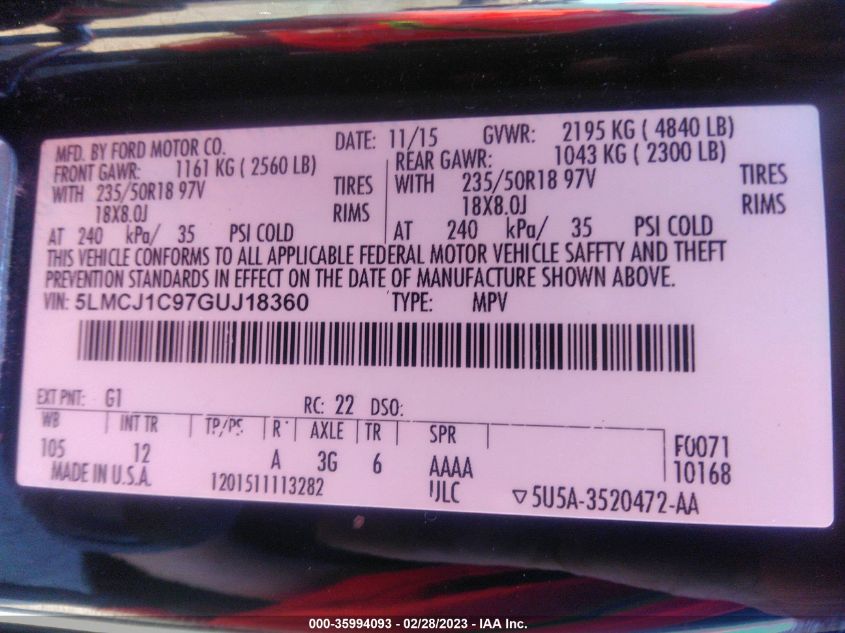 MFD. BY FORD MOTOR CO. DATE: 11/15 GVWR: 2195 KG ( 4840 LB)
FRONT GAWR: 1161 KG ( 2560 LB) REAR GAWR: 1043 KG ( 2300 LB)
WITH 235/50R18 97V TIRES WITH 235/50R18 97V TIRES
18X8.0J RIMS 18X8.0J RIMS
AT 240 kPa/ 35 PSI COLD AT 240 kPa/ 35 PSI COLD
THIS VEHICLE CONFORMS TO ALL APPLICABLE FEDERAL MOTOR VEHICLE SAFETY AND THEFT
PREVENTION STANDARDS IN EFFECT ON THE DATE OF MANUFACTURE SHOWN ABOVE.
VIN: 5LMCJ1C97GUJ18360 TYPE: MPV
EXT PNT: G1 RC: 22 DSO:
WB INT TR TP/PS R AXLE TR SPR F0071
105 12 A 3G 6 AAAA 10168
MADE IN U.S.A. 1201511113282 ULC ▽5U5A-3520472-AA
000-35994093 - 02/28/2023 - IAA Inc.